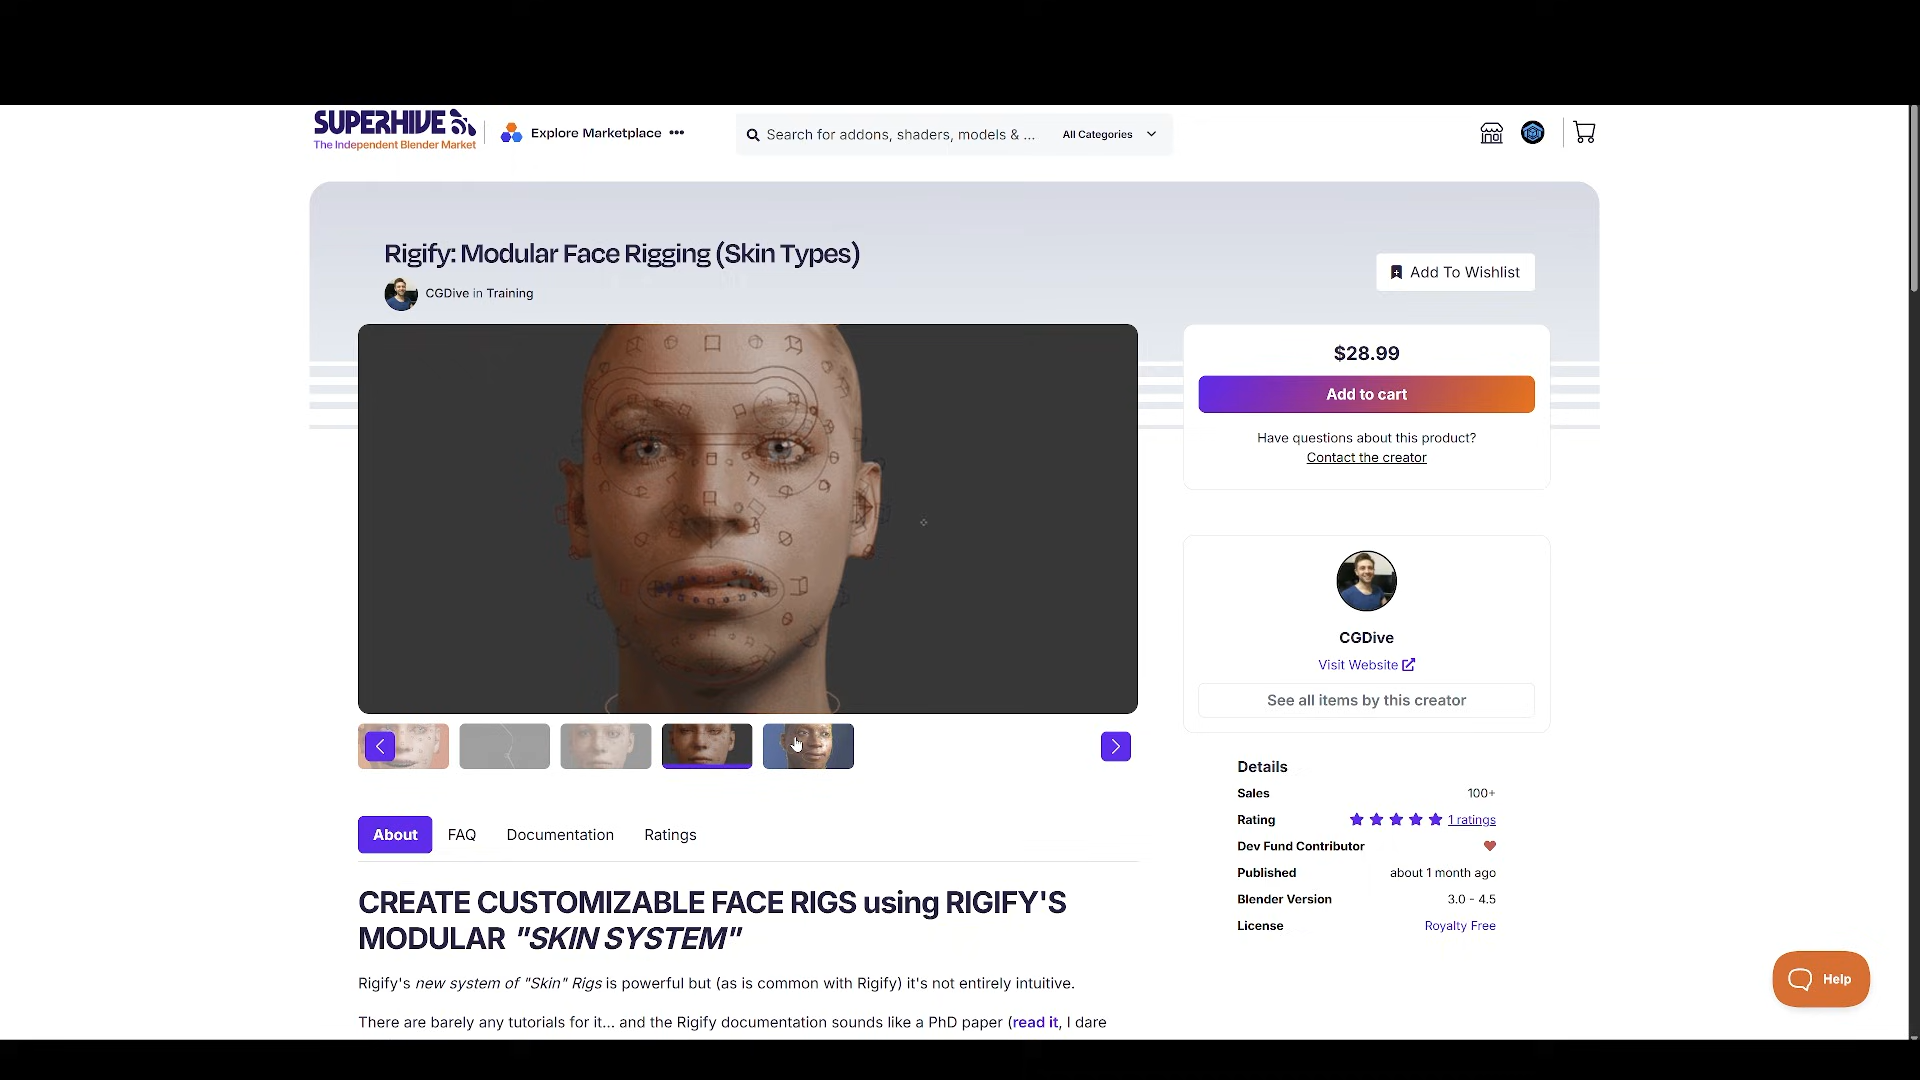 SUPERHIVE
The Independent Blender Market
Explore Marketplace •••
Search for addons, shaders, models & ...
All Categories
Rigify: Modular Face Rigging (Skin Types)
CGDive in Training
Add To Wishlist
$28.99
Add to cart
Have questions about this product?
Contact the creator
CGDive
Visit Website
See all items by this creator
Details
Sales 100+
Rating 1 ratings
Dev Fund Contributor
Published about 1 month ago
Blender Version 3.0 - 4.5
License Royalty Free
About FAQ Documentation Ratings
CREATE CUSTOMIZABLE FACE RIGS using RIGIFY'S
MODULAR "SKIN SYSTEM"
Rigify's new system of "Skin" Rigs is powerful but (as is common with Rigify) it's not entirely intuitive.
There are barely any tutorials for it... and the Rigify documentation sounds like a PhD paper (read it, I dare
Help